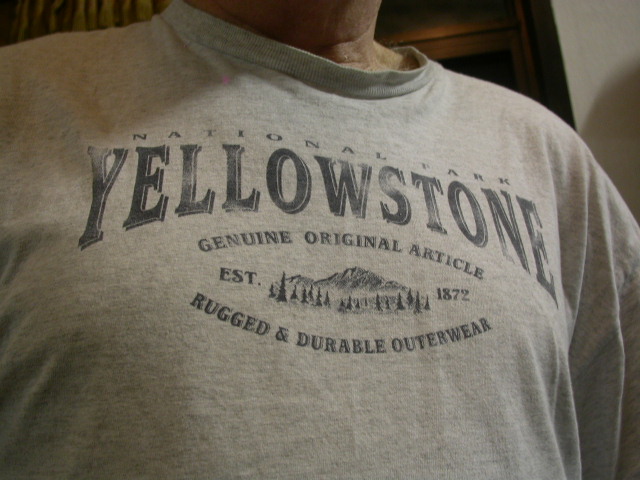 NATIONAL PARK
YELLOWSTONE
GENUINE ORIGINAL ARTICLE
EST. 1872
RUGGED & DURABLE OUTERWEAR